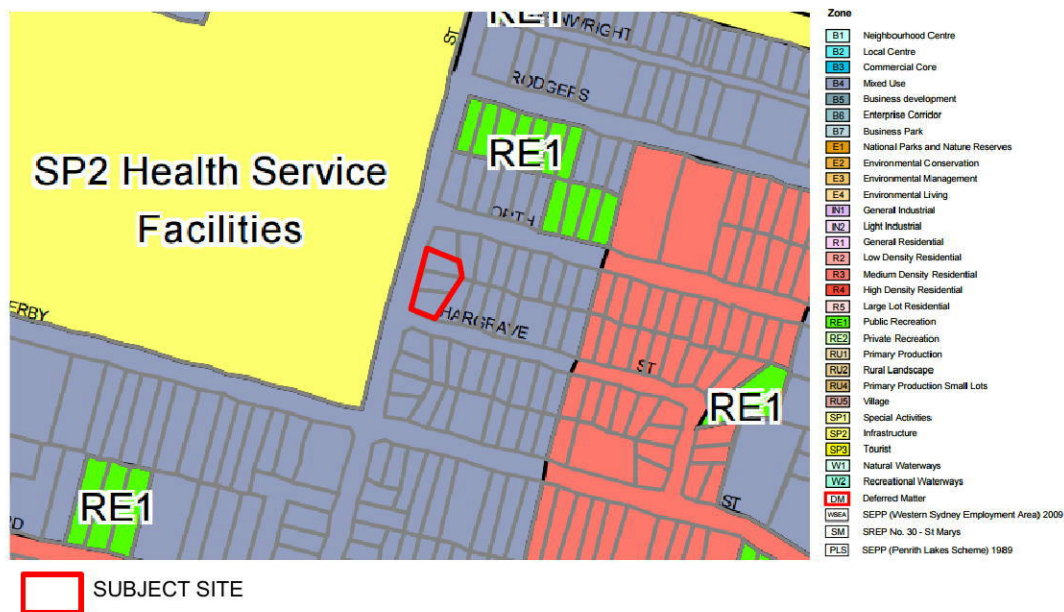 RE1
NWRIGHT
ST
RODGERS
RE1
SP2 Health Service
Facilities
ORTH
ERBY
HARGRAVE
ST
RE1
ST
RE1
RD
SUBJECT SITE
Zone
B1 Neighbourhood Centre
B2 Local Centre
B3 Commercial Core
B4 Mixed Use
B5 Business development
B6 Enterprise Corridor
B7 Business Park
E1 National Parks and Nature Reserves
E2 Environmental Conservation
E3 Environmental Management
E4 Environmental Living
IN1 General Industrial
IN2 Light Industrial
R1 General Residential
R2 Low Density Residential
R3 Medium Density Residential
R4 High Density Residential
R5 Large Lot Residential
RE1 Public Recreation
RE2 Private Recreation
RU1 Primary Production
RU2 Rural Landscape
RU4 Primary Production Small Lots
RU5 Village
SP1 Special Activities
SP2 Infrastructure
SP3 Tourist
W1 Natural Waterways
W2 Recreational Waterways
DM Deferred Matter
WSEA SEPP (Western Sydney Employment Area) 2009
SM SREP No. 30 - St Marys
PLS SEPP (Penrith Lakes Scheme) 1989